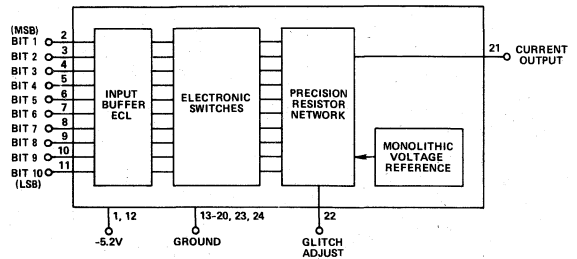 (MSB)
BIT 1 2
BIT 2 3
BIT 3 4
BIT 4 5
BIT 5 6
BIT 6 7
BIT 7 8
BIT 8 9
BIT 9 10
BIT 10 11
(LSB)
INPUT
BUFFER
ECL
ELECTRONIC
SWITCHES
PRECISION
RESISTOR
NETWORK
MONOLITHIC
VOLTAGE
REFERENCE
21 CURRENT
OUTPUT
1, 12
-5.2V
13-20, 23, 24
GROUND
22
GLITCH
ADJUST